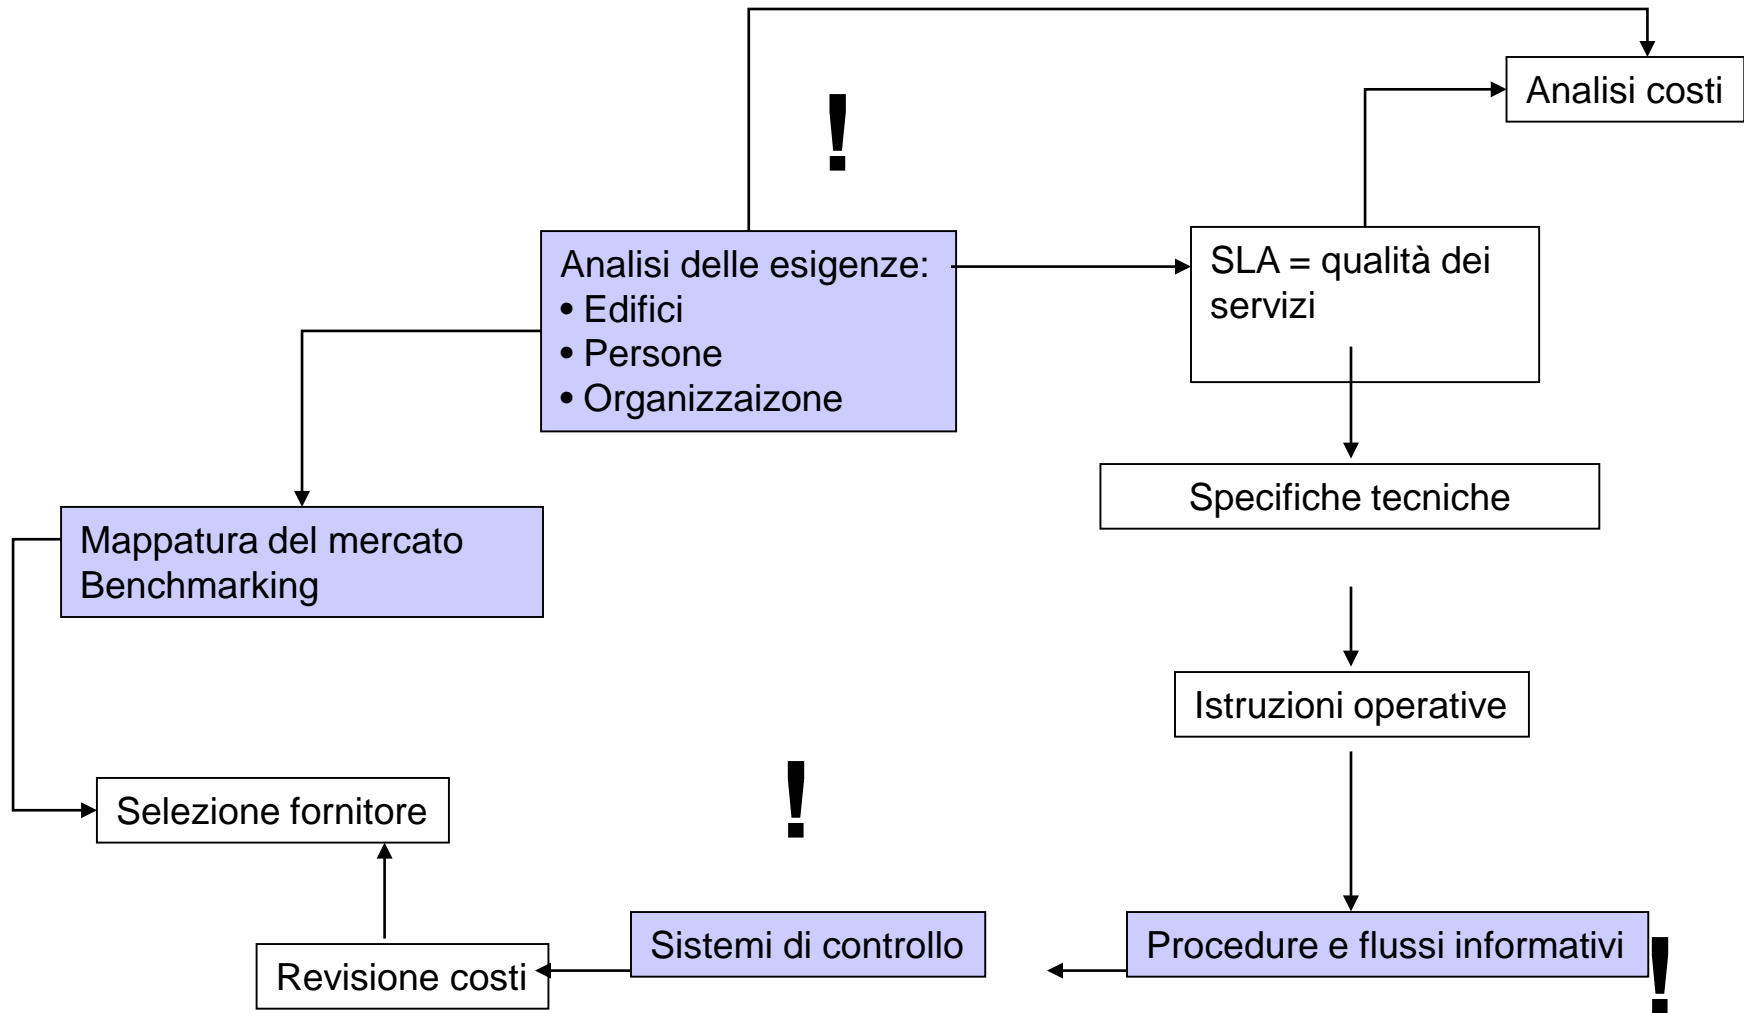 Analisi costi
!
Analisi delle esigenze:
• Edifici
• Persone
• Organizzaizone
SLA = qualità dei
servizi
Specifiche tecniche
Mappatura del mercato
Benchmarking
Istruzioni operative
Selezione fornitore
!
Sistemi di controllo
Procedure e flussi informativi
!
Revisione costi